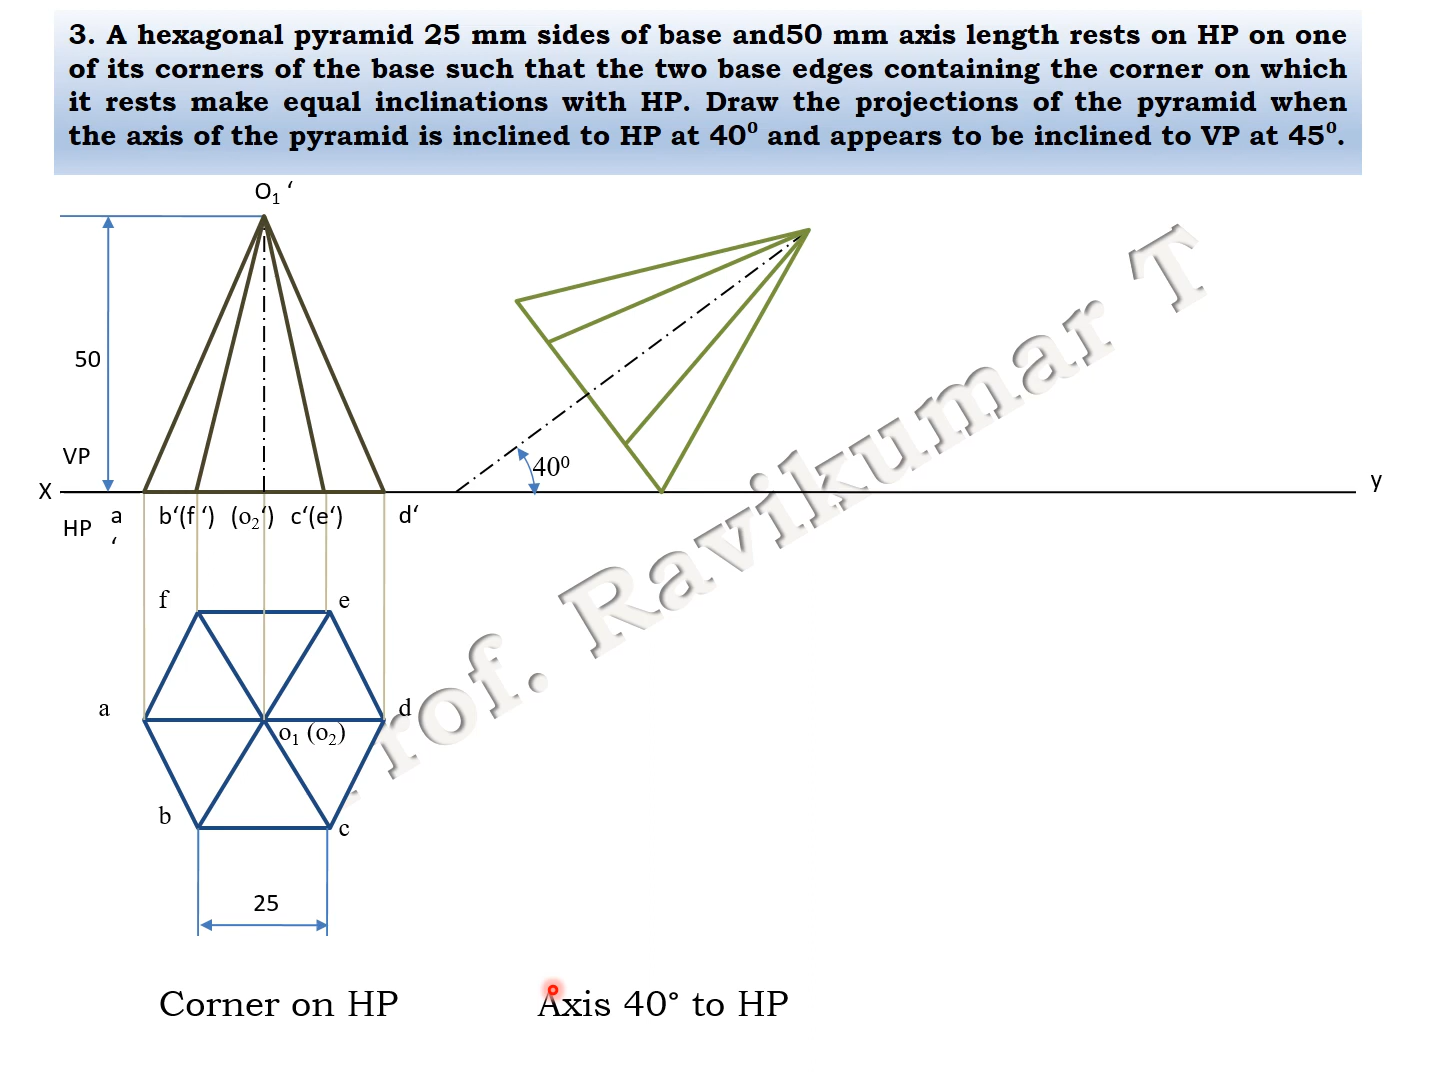 3. A hexagonal pyramid 25 mm sides of base and50 mm axis length rests on HP on one
of its corners of the base such that the two base edges containing the corner on which
it rests make equal inclinations with HP. Draw the projections of the pyramid when
the axis of the pyramid is inclined to HP at 40⁰ and appears to be inclined to VP at 45⁰.
O₁ ‘
50
VP
X
HP
a
‘
b‘(f ‘) (o₂‘) c‘(e‘) d‘
40⁰
y
f e
a d
o₁ (o₂)
b c
25
Prof. Ravikumar T
Corner on HP Axis 40° to HP